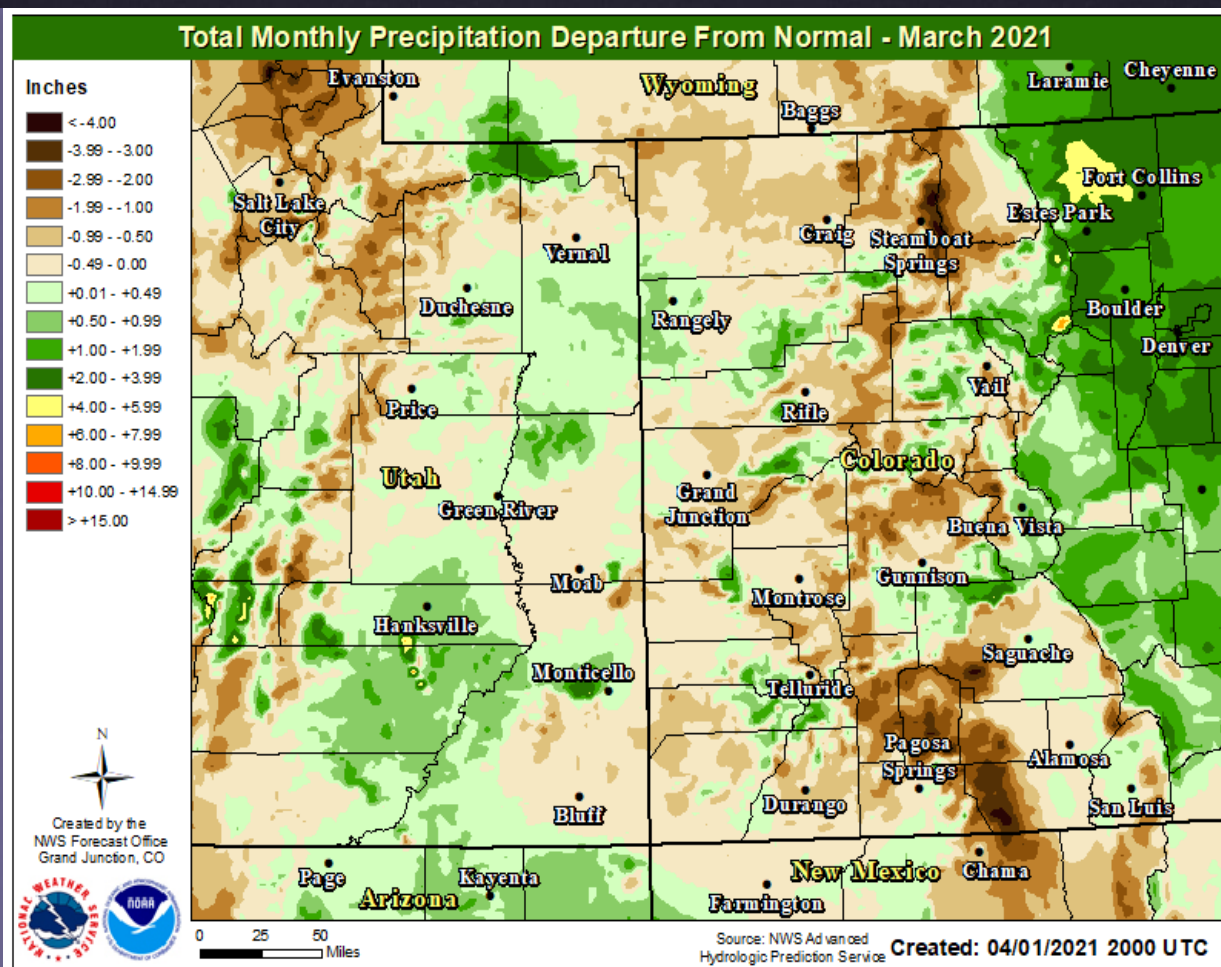 Total Monthly Precipitation Departure From Normal - March 2021
Inches
< -4.00
-3.99 - -3.00
-2.99 - -2.00
-1.99 - -1.00
-0.99 - -0.50
-0.49 - 0.00
+0.01 - +0.49
+0.50 - +0.99
+1.00 - +1.99
+2.00 - +3.99
+4.00 - +5.99
+6.00 - +7.99
+8.00 - +9.99
+10.00 - +14.99
> +15.00
Evanston
Wyoming
Laramie
Cheyenne
Baggs
Fort Collins
Salt Lake
City
Estes Park
Craig
Steamboat
Springs
Vernal
Duchesne
Rangely
Boulder
Denver
Vail
Price
Rifle
Utah
Colorado
Green River
Grand
Junction
Buena Vista
Moab
Montrose
Gunnison
Hanksville
Saguache
Monticello
Telluride
Pagosa
Springs
Alamosa
Bluff
Durango
San Luis
Page
Kayenta
Arizona
New Mexico
Chama
Farmington
N
Created by the
NWS Forecast Office
Grand Junction, CO
NATIONAL WEATHER SERVICE
NOAA
0 25 50
Miles
Source: NWS Advanced
Hydrologic Prediction Service
Created: 04/01/2021 2000 UTC